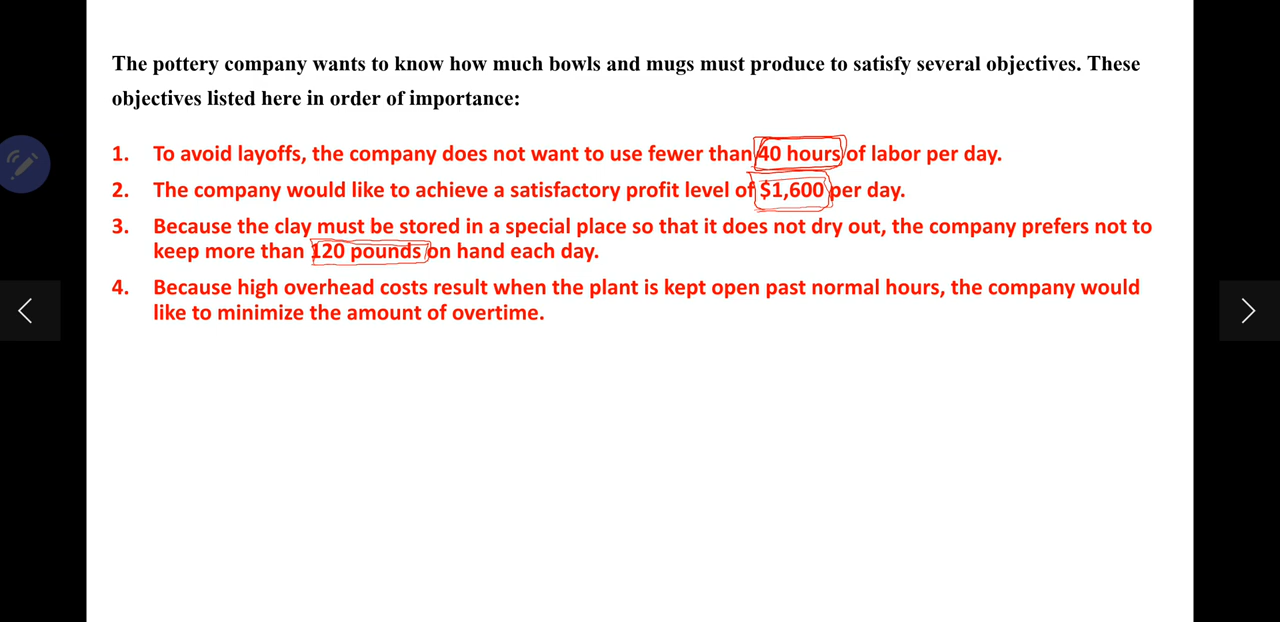 The pottery company wants to know how much bowls and mugs must produce to satisfy several objectives. These
objectives listed here in order of importance:
1. To avoid layoffs, the company does not want to use fewer than 40 hours of labor per day.
2. The company would like to achieve a satisfactory profit level of $1,600 per day.
3. Because the clay must be stored in a special place so that it does not dry out, the company prefers not to
keep more than 120 pounds on hand each day.
4. Because high overhead costs result when the plant is kept open past normal hours, the company would
like to minimize the amount of overtime.